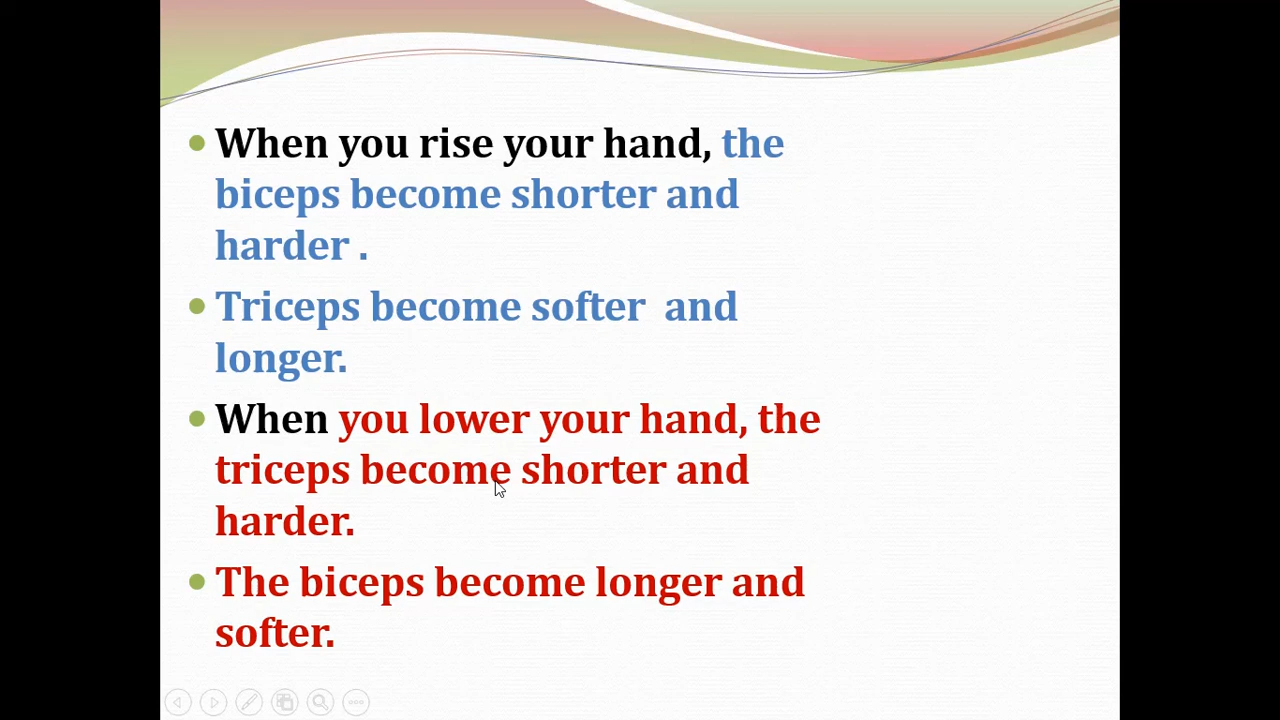 When you rise your hand, the
biceps become shorter and
harder .
Triceps become softer and
longer.
When you lower your hand, the
triceps become shorter and
harder.
The biceps become longer and
softer.